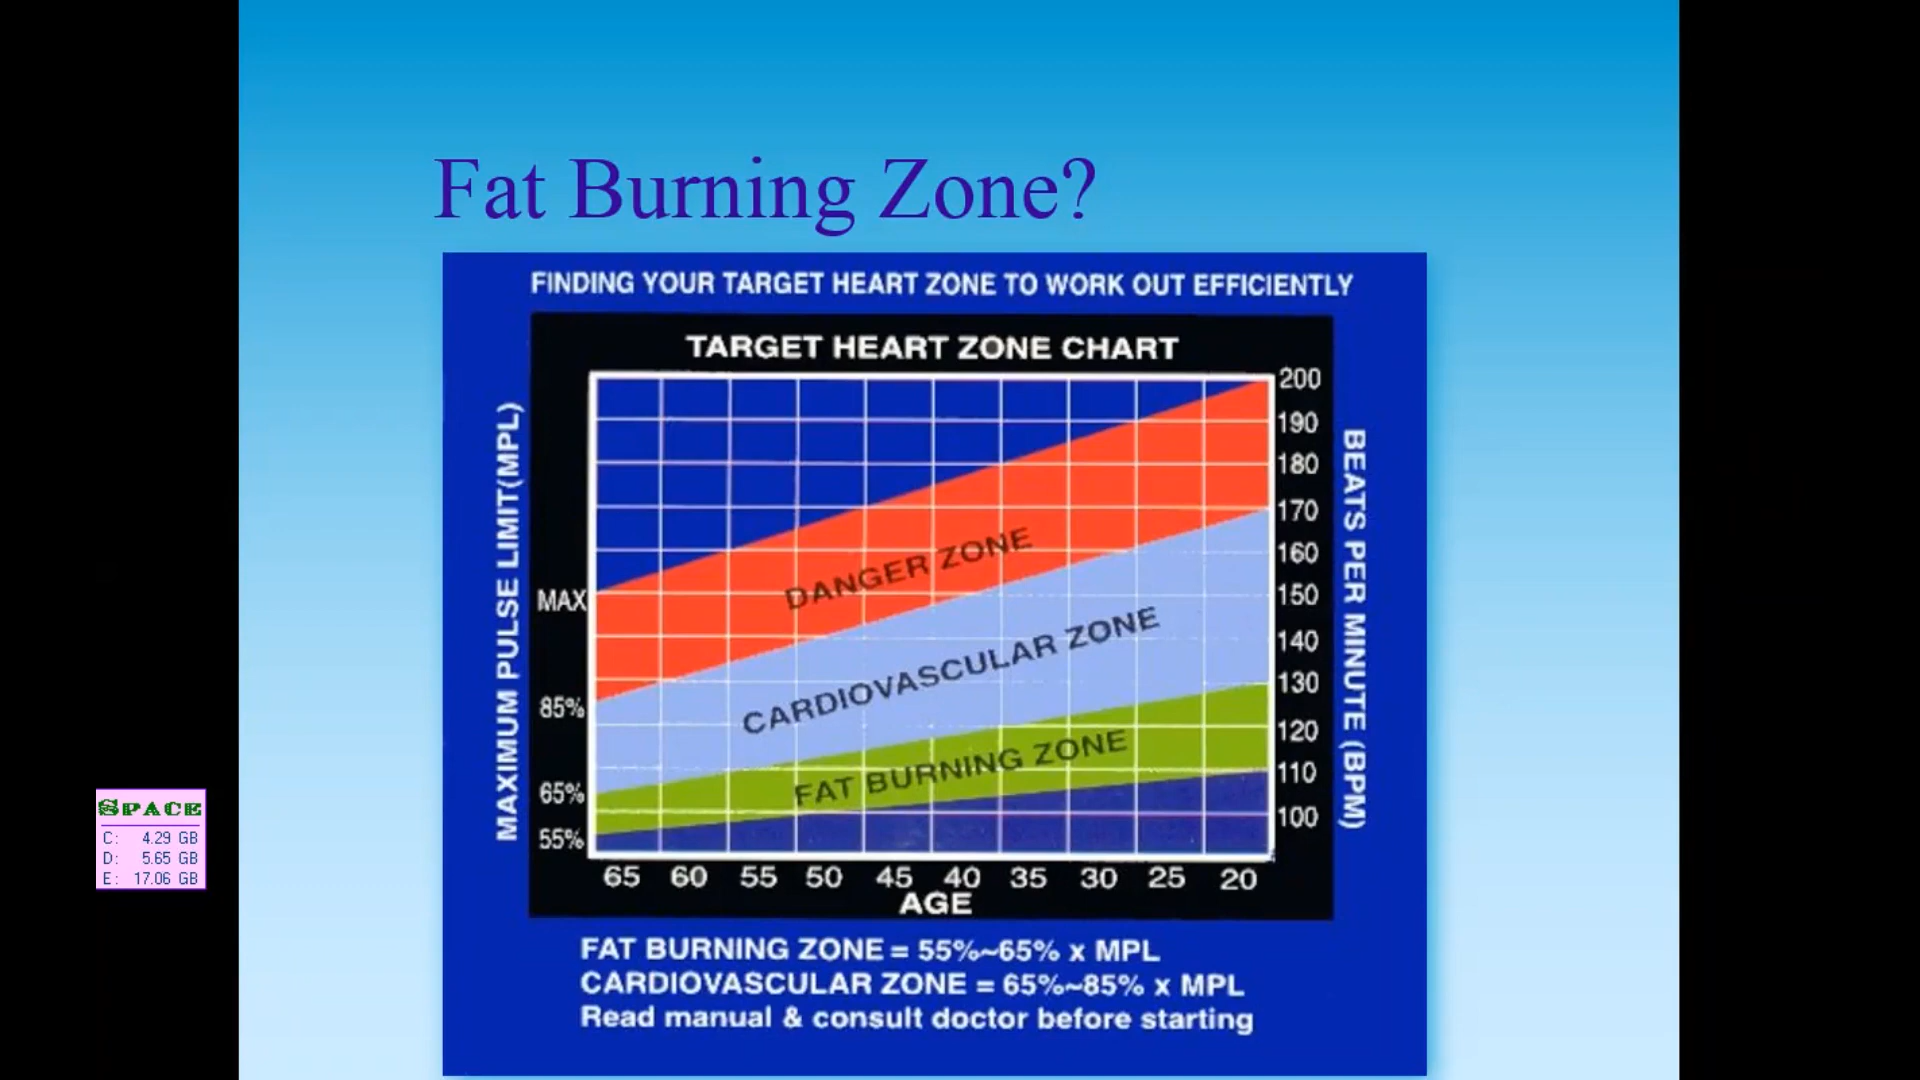 Fat Burning Zone?
FINDING YOUR TARGET HEART ZONE TO WORK OUT EFFICIENTLY
TARGET HEART ZONE CHART
MAXIMUM PULSE LIMIT(MPL)
MAX
85%
65%
55%
DANGER ZONE
CARDIOVASCULAR ZONE
FAT BURNING ZONE
200
190
180
170
160
150
140
130
120
110
100
BEATS PER MINUTE (BPM)
65 60 55 50 45 40 35 30 25 20
AGE
FAT BURNING ZONE = 55%~65% x MPL
CARDIOVASCULAR ZONE = 65%~85% x MPL
Read manual & consult doctor before starting
SPACE
C: 4.29 GB
D: 5.65 GB
E: 17.06 GB